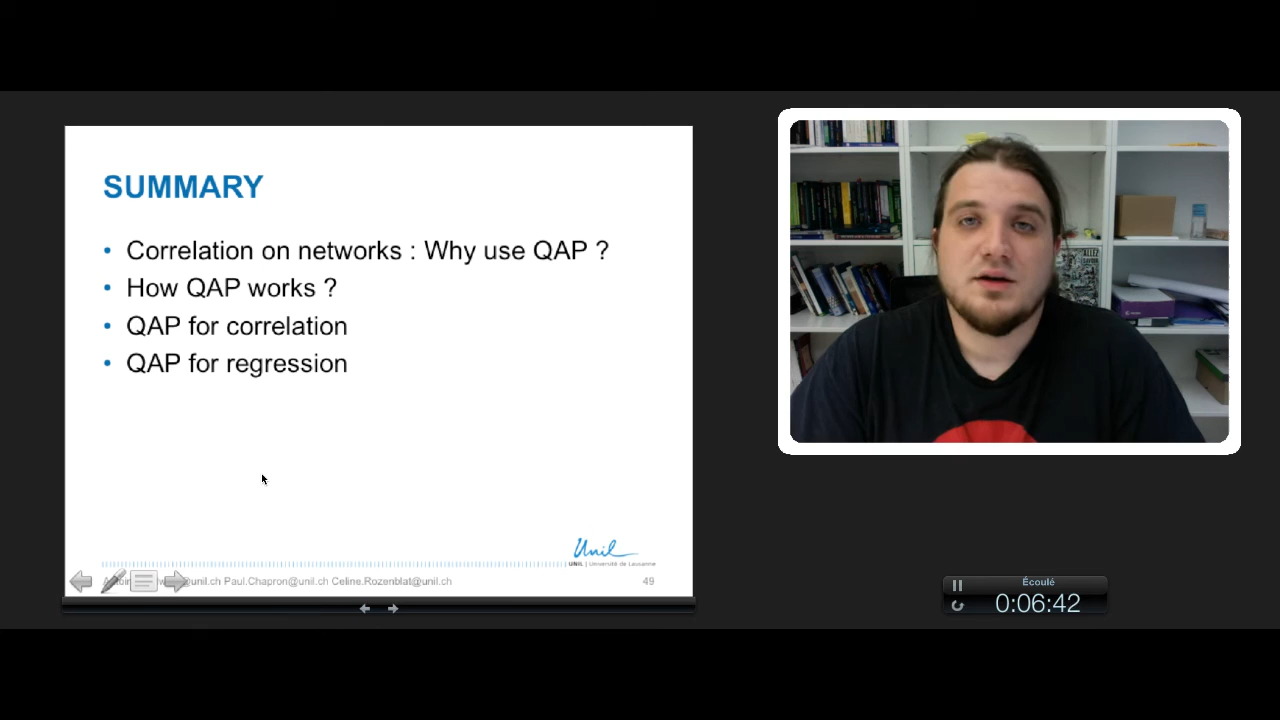 SUMMARY
• Correlation on networks : Why use QAP ?
• How QAP works ?
• QAP for correlation
• QAP for regression
Unil
UNIL | Université de Lausanne
@unil.ch Paul.Chapron@unil.ch Celine.Rozenblat@unil.ch
49
Écoulé
0:06:42